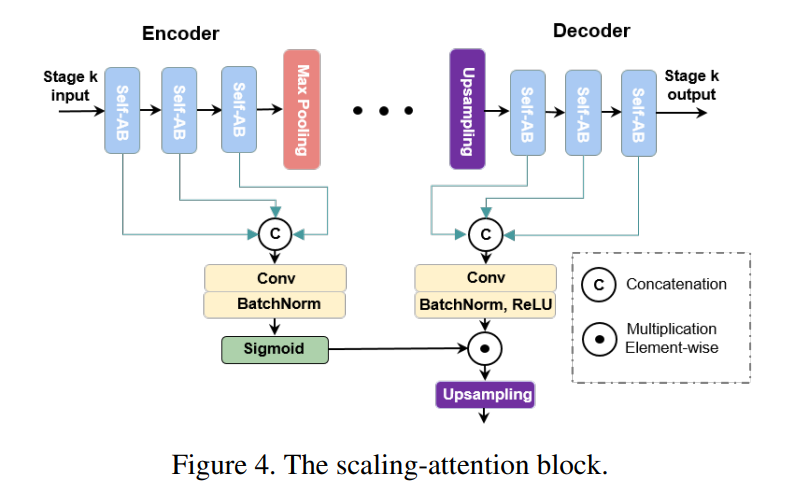 Encoder
Decoder
Stage k
input
Self-AB
Self-AB
Self-AB
Max Pooling
Upsampling
Self-AB
Self-AB
Self-AB
Stage k
output
C
C
Conv
BatchNorm
Conv
BatchNorm, ReLU
Sigmoid
Upsampling
C
Concatenation
Multiplication
Element-wise
Figure 4. The scaling-attention block.